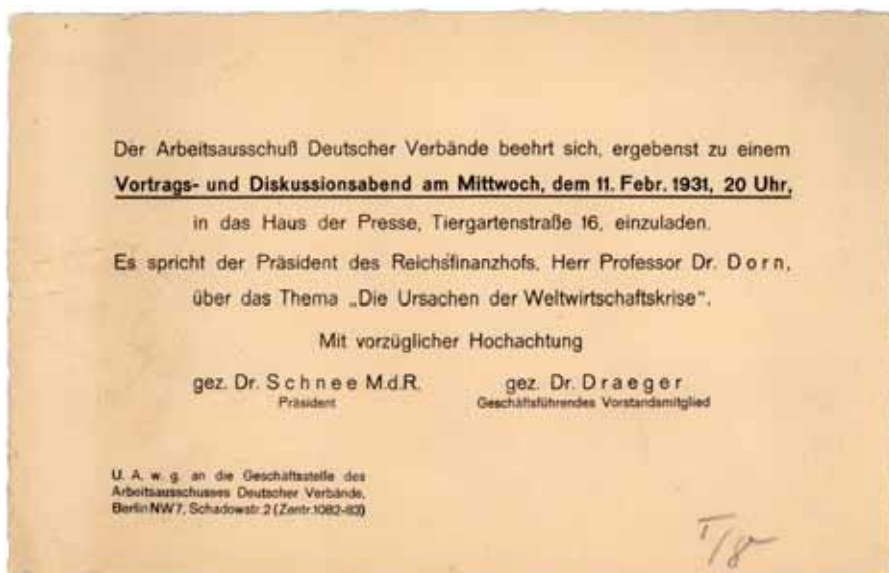 Der Arbeitsausschuß Deutscher Verbände beehrt sich, ergebenst zu einem
Vortrags- und Diskussionsabend am Mittwoch, dem 11. Febr. 1931, 20 Uhr,
in das Haus der Presse, Tiergartenstraße 16, einzuladen.
Es spricht der Präsident des Reichsfinanzhofs, Herr Professor Dr. Dorn,
über das Thema „Die Ursachen der Weltwirtschaftskrise".
Mit vorzüglicher Hochachtung
gez. Dr. Schnee M.d.R. gez. Dr. Draeger
Präsident Geschäftsführendes Vorstandsmitglied
U. A. w. g. an die Geschäftsstelle des
Arbeitsausschusses Deutscher Verbände,
Berlin NW7, Schadowstr. 2 (Zentr. 1082-83)